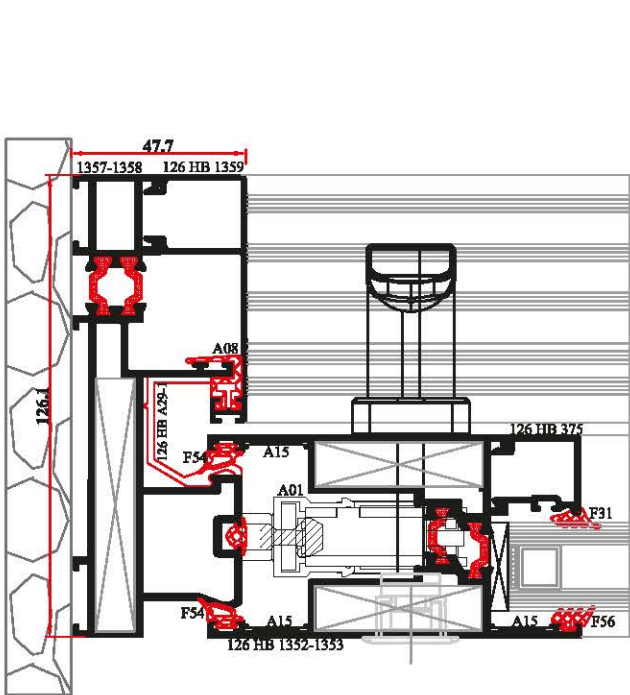 47.7
1357-1358 126 HB 1359
A08
126.1
126 HB A29-1
126 HB 375
F54 A15
A01
F31
F54 A15 A15 F56
126 HB 1352-1353